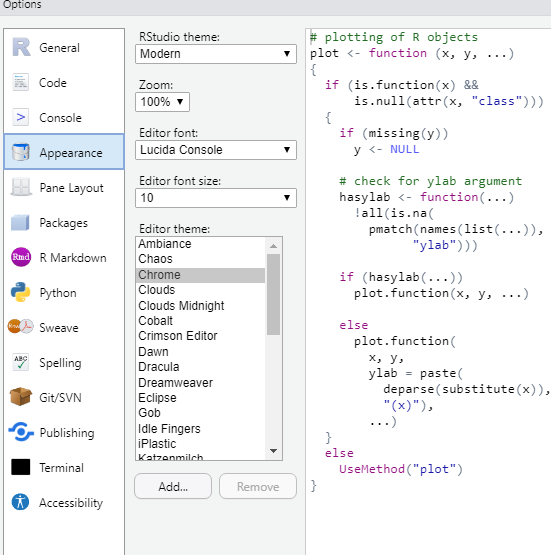 Options
R General
Code
> Console
Appearance
Pane Layout
Packages
Rmd R Markdown
Python
Sweave
ABC Spelling
Git/SVN
Publishing
Terminal
Accessibility
RStudio theme:
Modern
Zoom:
100%
Editor font:
Lucida Console
Editor font size:
10
Editor theme:
Ambiance
Chaos
Chrome
Clouds
Clouds Midnight
Cobalt
Crimson Editor
Dawn
Dracula
Dreamweaver
Eclipse
Gob
Idle Fingers
iPlastic
Katzenmilch
Add...
Remove
# plotting of R objects
plot <- function (x, y, ...)
{
  if (is.function(x) &&
      is.null(attr(x, "class")))
  {
    if (missing(y))
      y <- NULL

    # check for ylab argument
    hasylab <- function(...)
      !all(is.na(
        pmatch(names(list(...)),
              "ylab")))

    if (hasylab(...))
      plot.function(x, y, ...)

    else
      plot.function(
        x, y,
        ylab = paste(
          deparse(substitute(x)),
          "(x)"),
        ...)
  }
  else
    UseMethod("plot")
}